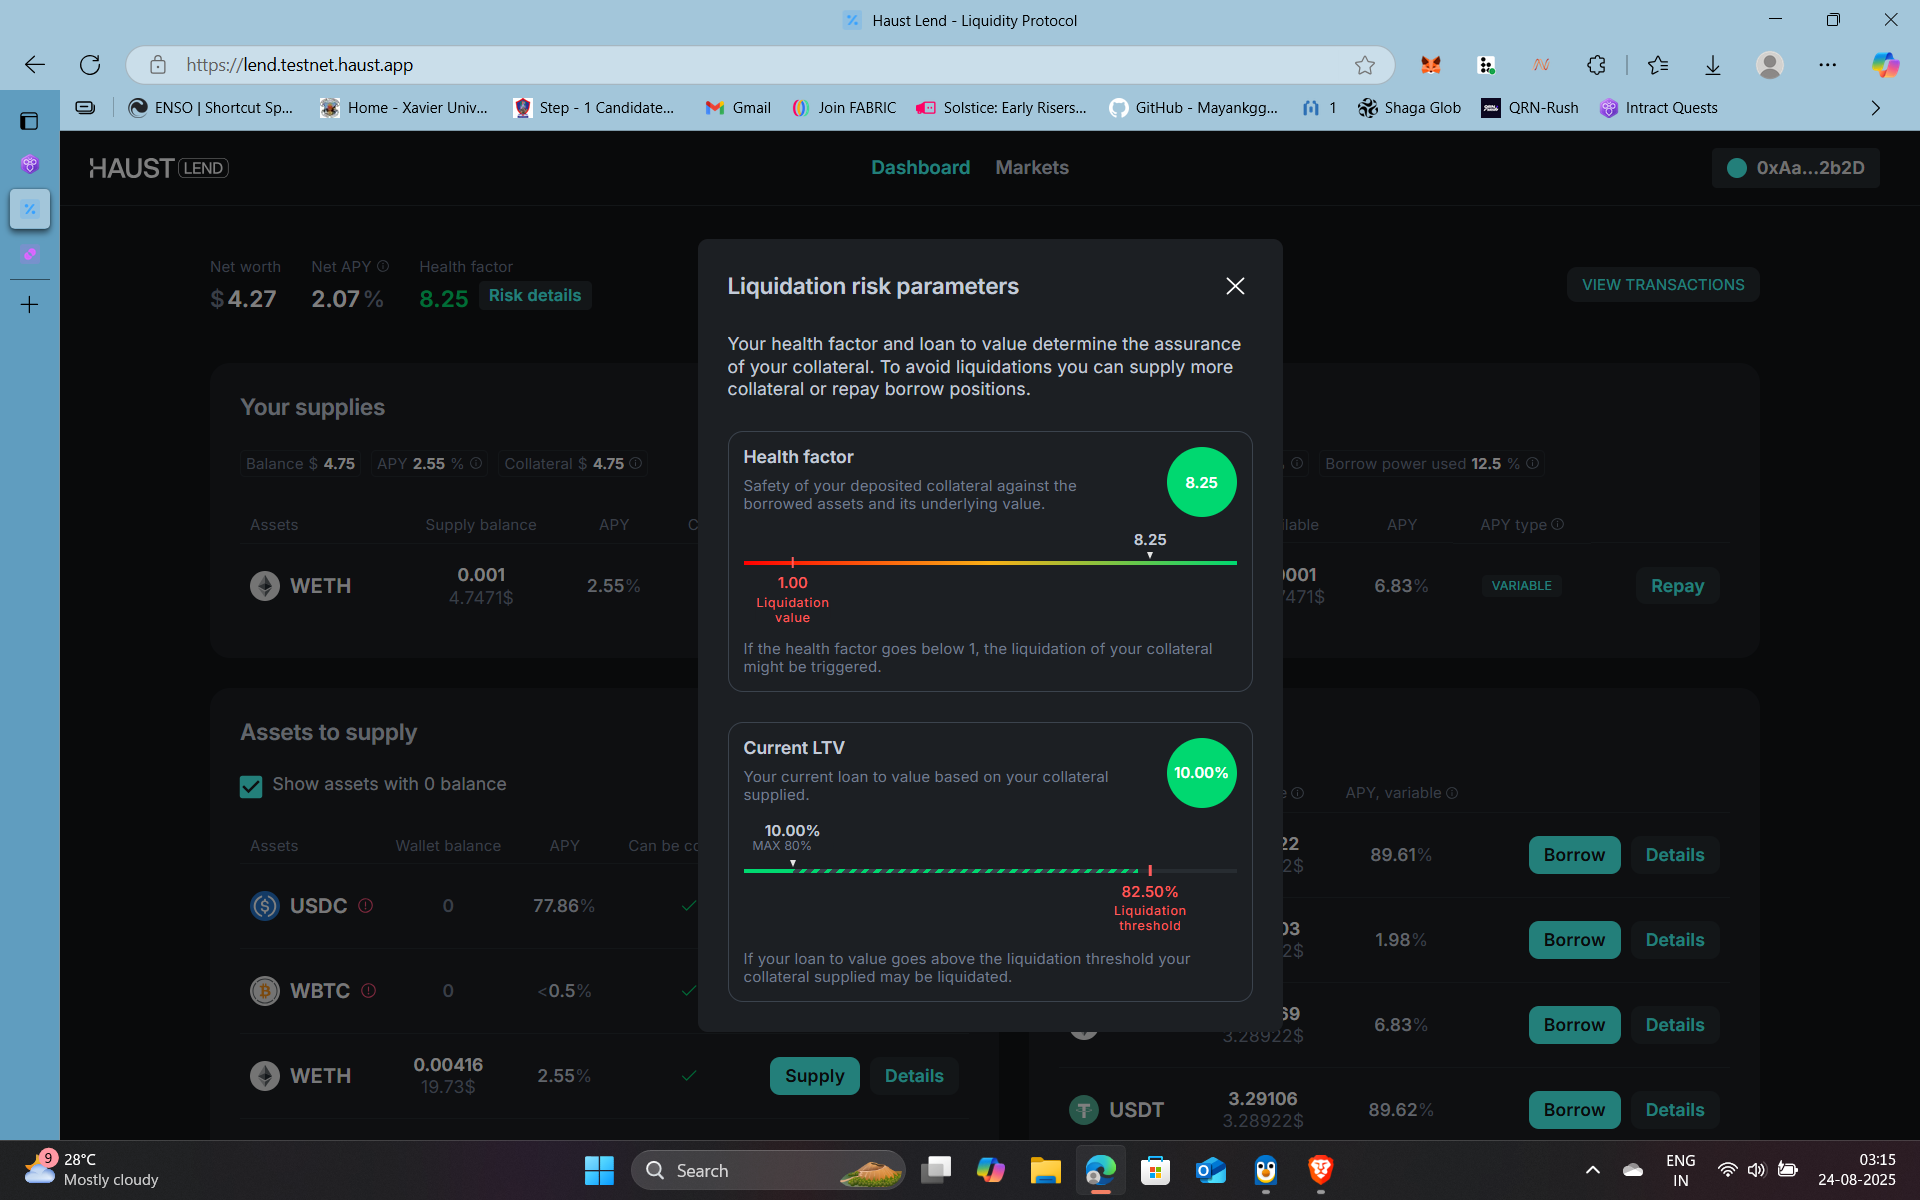 Haust Lend - Liquidity Protocol
https://lend.testnet.haust.app
ENSO | Shortcut Sp...
Home - Xavier Univ...
Step - 1 Candidate...
Gmail
Join FABRIC
Solstice: Early Risers...
GitHub - Mayankgg...
1
Shaga Glob
QRN-Rush
Intract Quests
HAUST LEND
Dashboard
Markets
0xAa...2b2D
Net worth
Net APY
Health factor
$ 4.27
2.07 %
8.25
Risk details
VIEW TRANSACTIONS
Liquidation risk parameters
Your health factor and loan to value determine the assurance
of your collateral. To avoid liquidations you can supply more
collateral or repay borrow positions.
Health factor
Safety of your deposited collateral against the
borrowed assets and its underlying value.
8.25
8.25
1.00
Liquidation
value
If the health factor goes below 1, the liquidation of your collateral
might be triggered.
Current LTV
Your current loan to value based on your collateral
supplied.
10.00%
10.00%
MAX 80%
82.50%
Liquidation
threshold
If your loan to value goes above the liquidation threshold your
collateral supplied may be liquidated.
Your supplies
Balance $ 4.75
APY 2.55 %
Collateral $ 4.75
Assets
Supply balance
APY
C
WETH
0.001
4.7471$
2.55%
% 
Borrow power used 12.5 %
lable
APY
APY type
0001
7471$
6.83%
VARIABLE
Repay
Assets to supply
Show assets with 0 balance
Assets
Wallet balance
APY
Can be co
USDC
0
77.86%
WBTC
0
<0.5%
WETH
0.00416
19.73$
2.55%
Supply
Details
e
APY, variable
22
2$
89.61%
Borrow
Details
03
2$
1.98%
Borrow
Details
69
3.28922$
6.83%
Borrow
Details
USDT
3.29106
3.28922$
89.62%
Borrow
Details
9
28°C
Mostly cloudy
Search
ENG
IN
03:15
24-08-2025